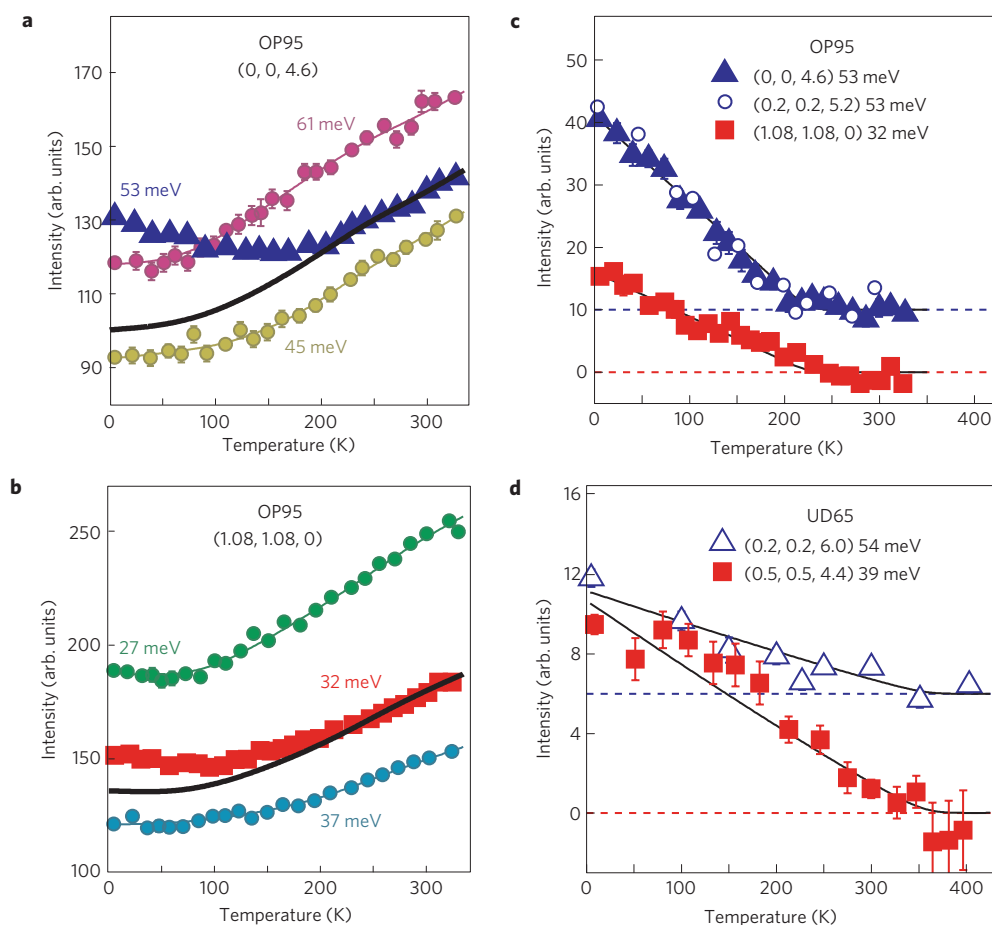 a
OP95
(0, 0, 4.6)
170
150
130
110
90
61 meV
53 meV
45 meV
Intensity (arb. units)
0
100
200
300
Temperature (K)
b
OP95
(1.08, 1.08, 0)
250
200
150
100
27 meV
32 meV
37 meV
Intensity (arb. units)
0
100
200
300
Temperature (K)
c
OP95
(0, 0, 4.6) 53 meV
(0.2, 0.2, 5.2) 53 meV
(1.08, 1.08, 0) 32 meV
50
40
30
20
10
0
Intensity (arb. units)
0
100
200
300
400
Temperature (K)
d
UD65
(0.2, 0.2, 6.0) 54 meV
(0.5, 0.5, 4.4) 39 meV
16
12
8
4
0
Intensity (arb. units)
0
100
200
300
400
Temperature (K)